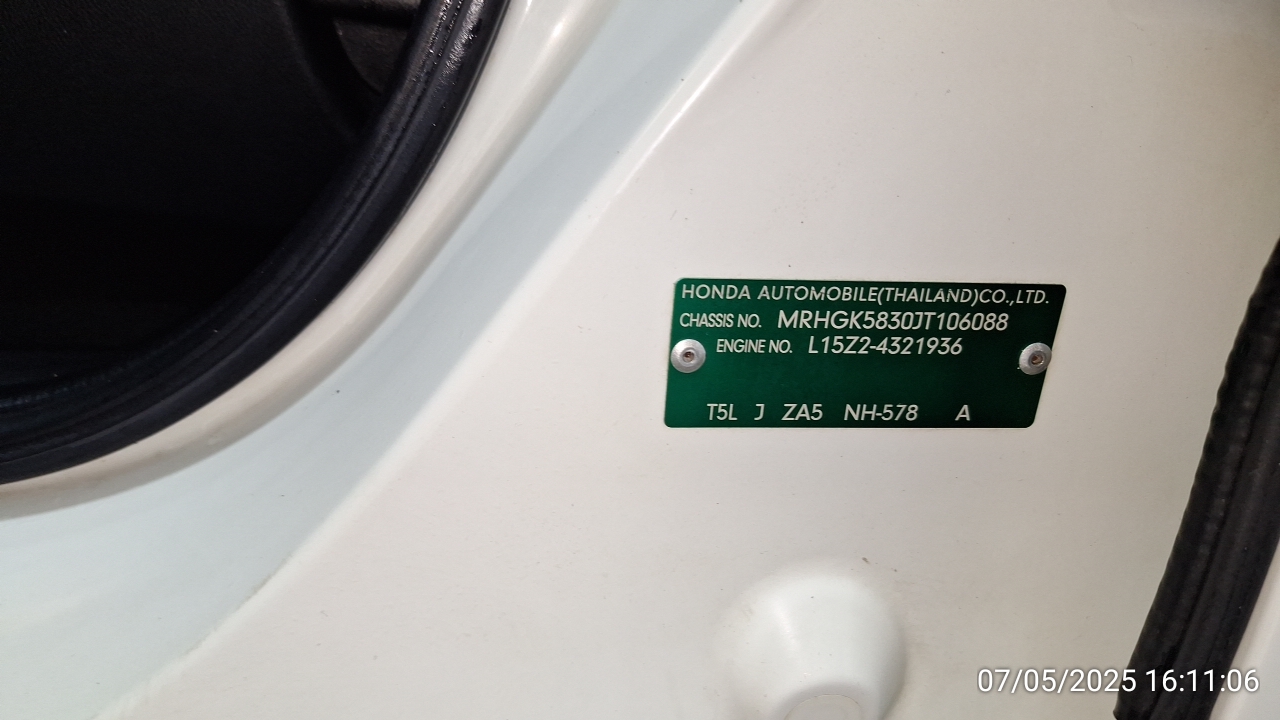 HONDA AUTOMOBILE(THAILAND)CO.,LTD.
CHASSIS NO. MRHGK5830JT106088
ENGINE NO. L15Z2-4321936
T5L J ZA5 NH-578 A
07/05/2025 16:11:06